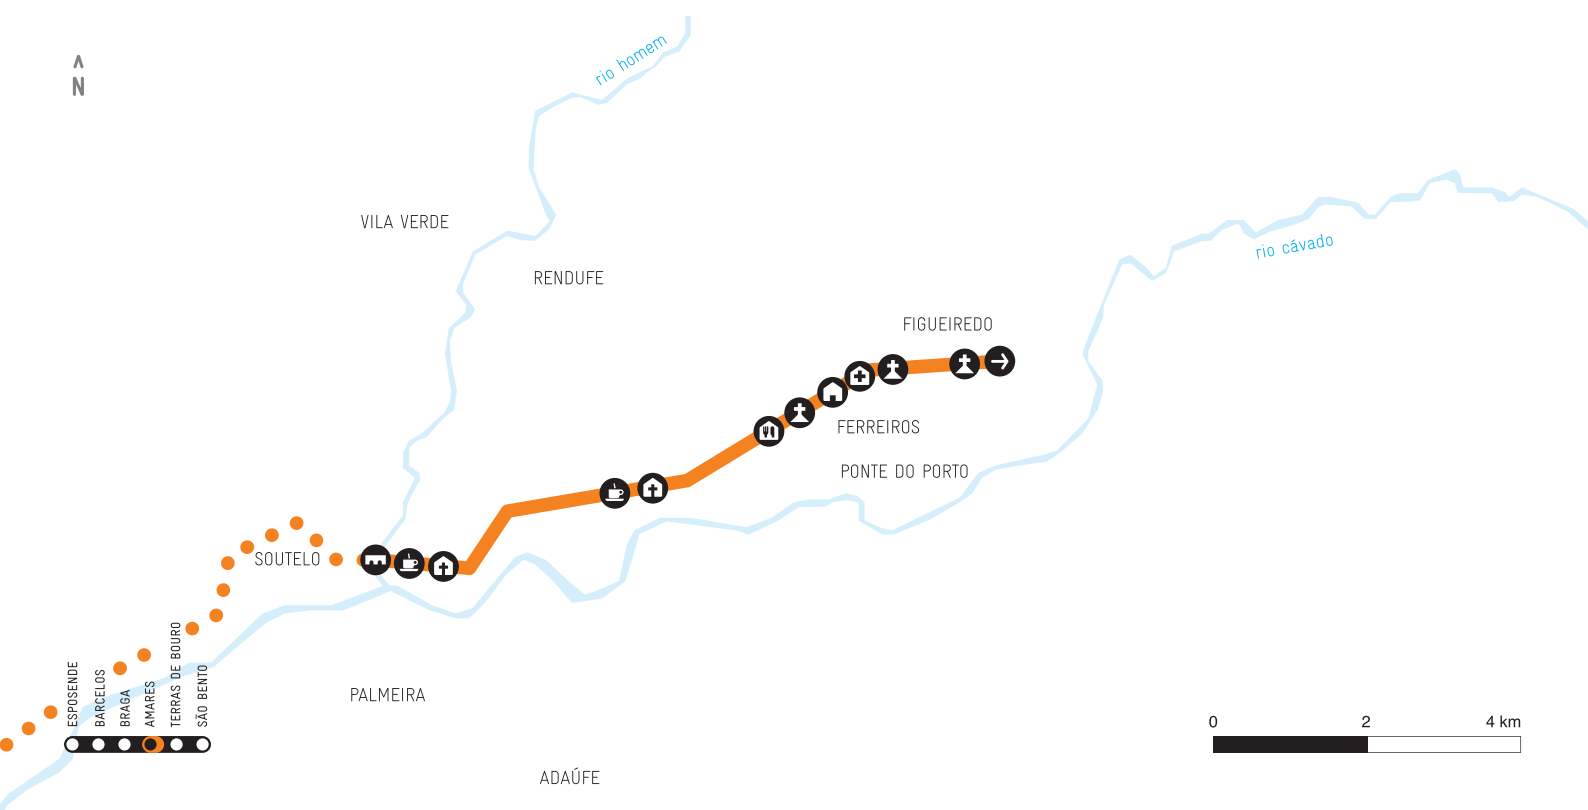 rio homem
N
VILA VERDE
rio cávado
RENDUFE
FIGUEIREDO
FERREIROS
PONTE DO PORTO
SOUTELO
PALMEIRA
ESPOSENDE
BARCELOS
BRAGA
AMARES
TERRAS DE BOURO
SÃO BENTO
0 2 4 km
ADAÚFE